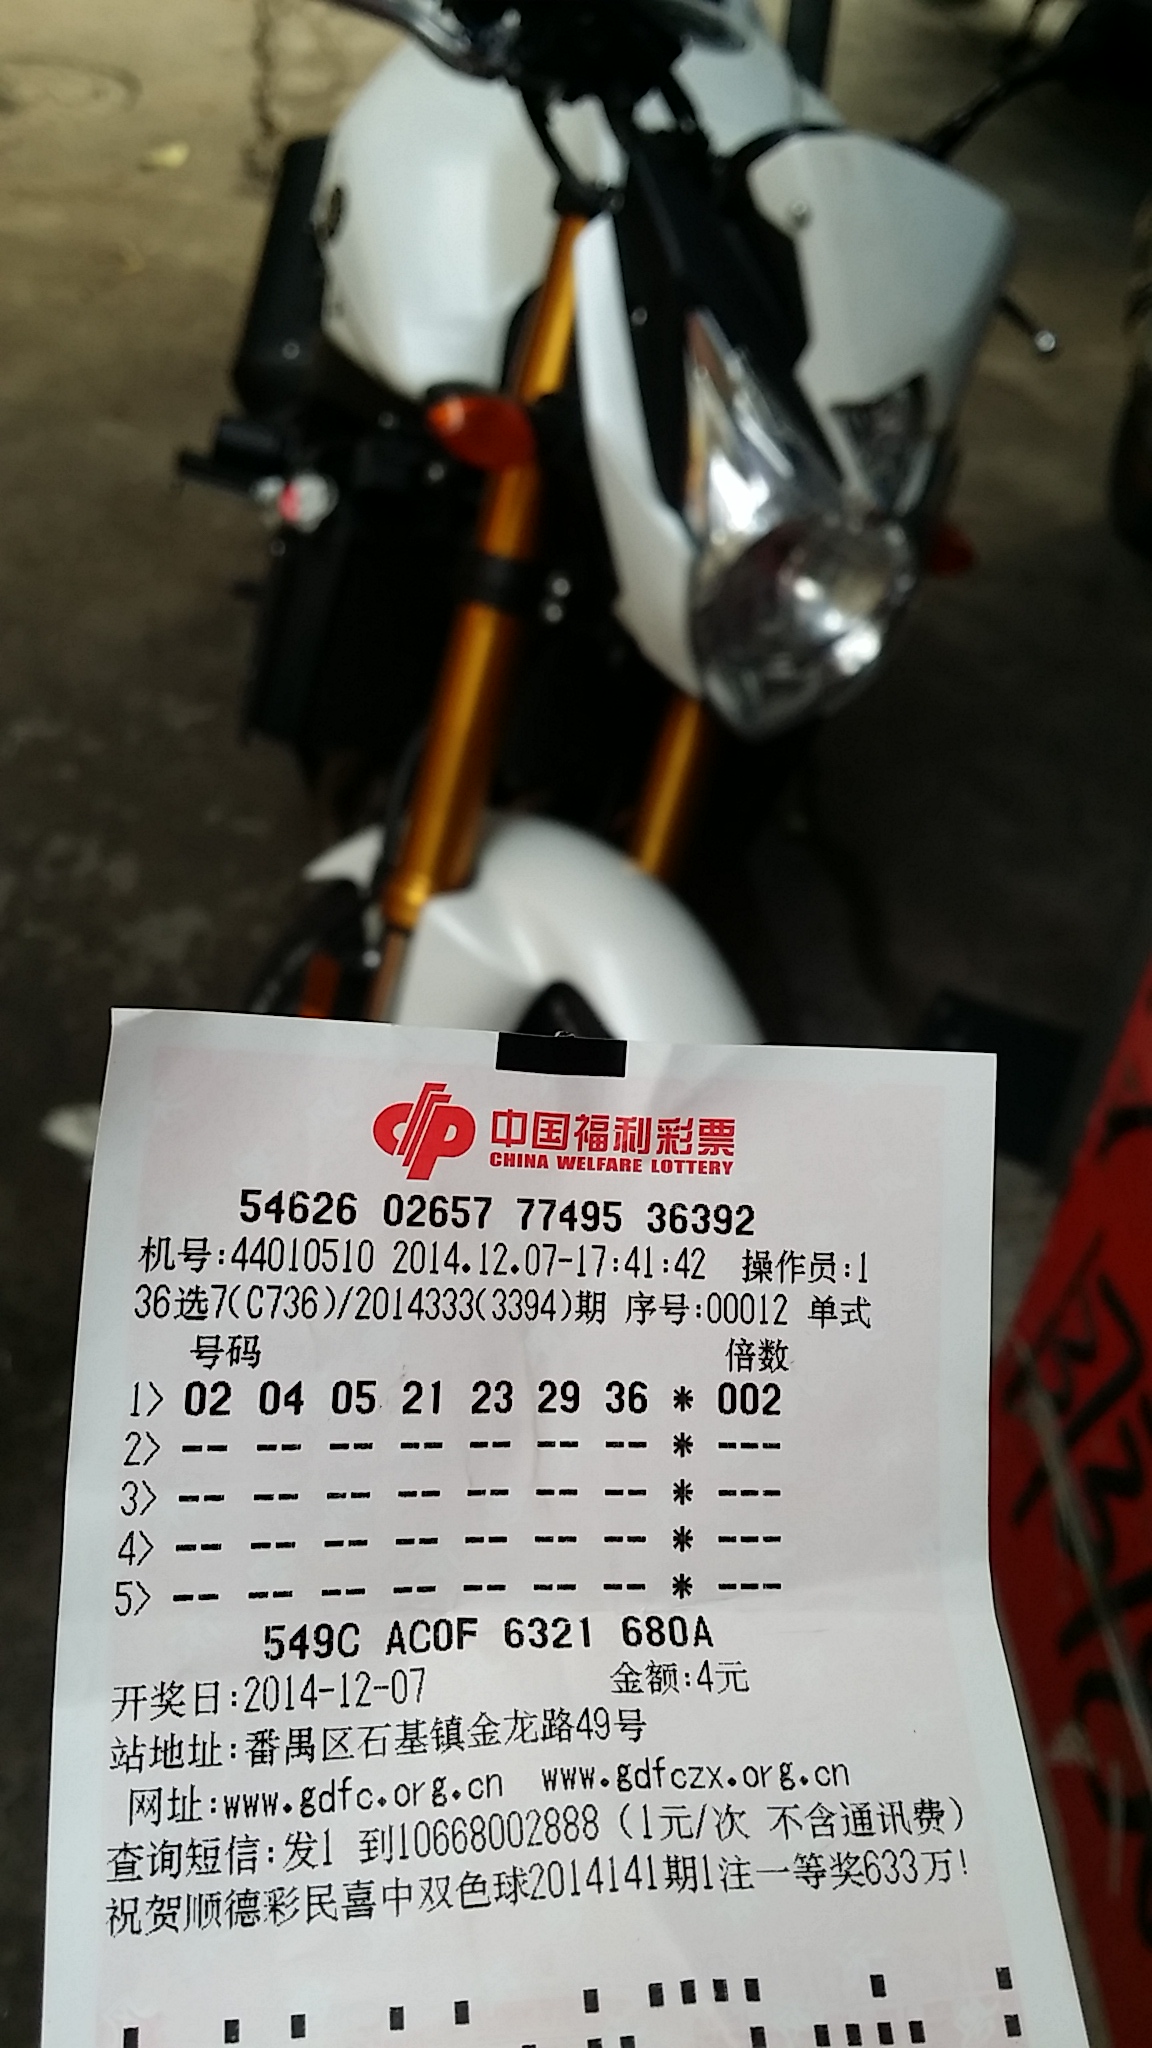 中国福利彩票
CHINA WELFARE LOTTERY
54626 02657 77495 36392
机号:44010510 2014.12.07-17:41:42 操作员:1
36选7(C736)/2014333(3394)期 序号:00012 单式
号码 倍数
1> 02 04 05 21 23 29 36 * 002
2> -- -- -- -- -- -- -- * ---
3> -- -- -- -- -- -- -- * ---
4> -- -- -- -- -- -- -- * ---
5> -- -- -- -- -- -- -- * ---
549C AC0F 6321 680A
开奖日:2014-12-07 金额:4元
站地址:番禺区石基镇金龙路49号
网址:www.gdfc.org.cn www.gdfczx.org.cn
查询短信:发1 到10668002888（1元/次 不含通讯费）
祝贺顺德彩民喜中双色球2014141期1注一等奖633万!